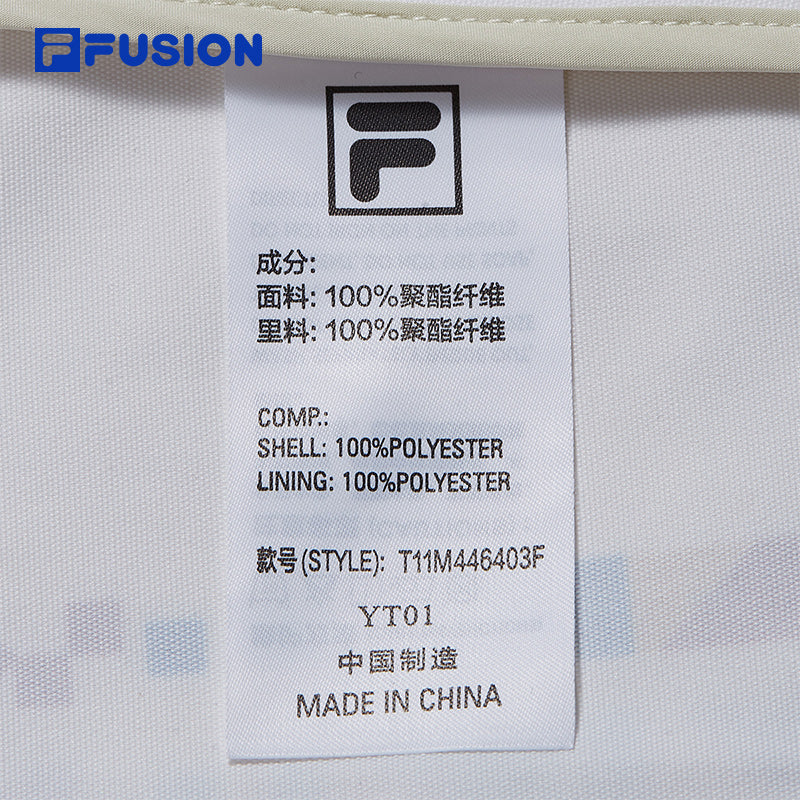 FUSION
成分:
面料: 100%聚酯纤维
里料: 100%聚酯纤维
COMP.:
SHELL: 100%POLYESTER
LINING: 100%POLYESTER
款号(STYLE): T11M446403F
YT01
中国制造
MADE IN CHINA